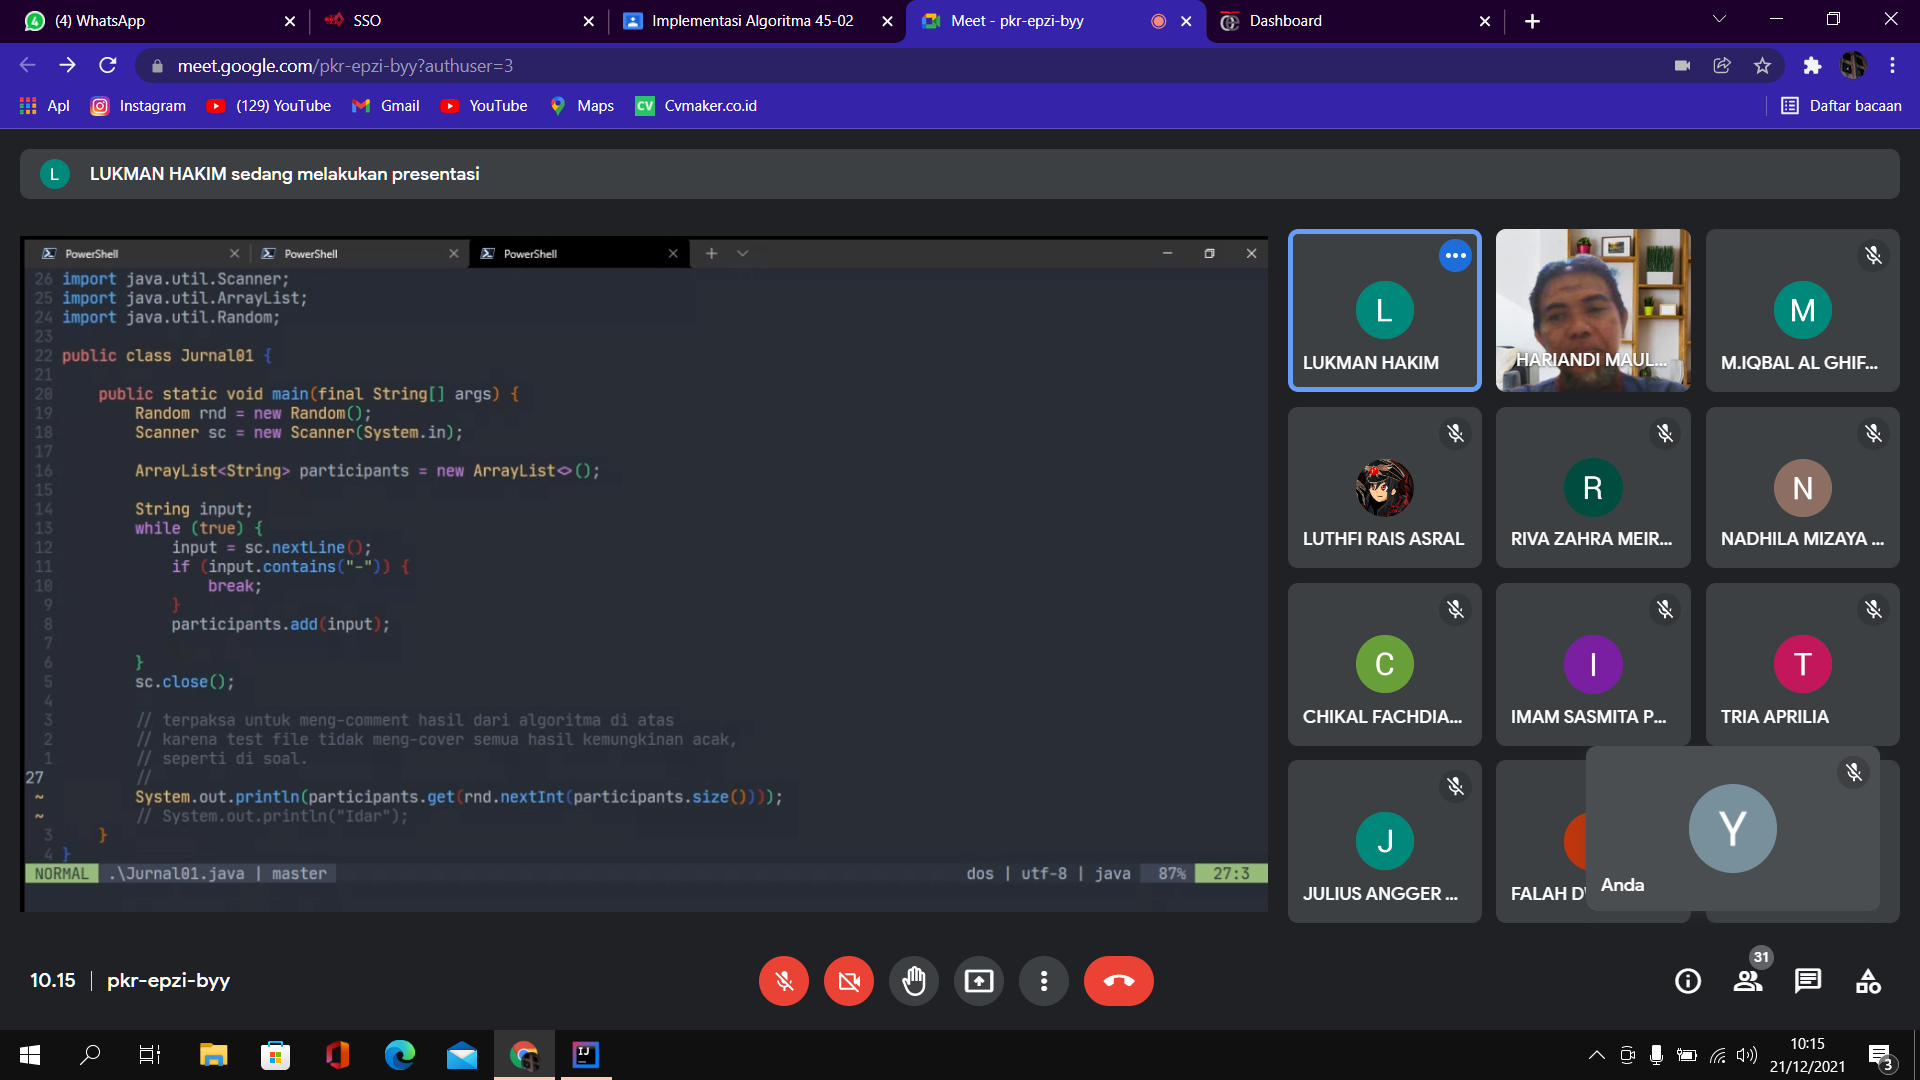 (4) WhatsApp
SSO
Implementasi Algoritma 45-02
Meet - pkr-epzi-byy
Dashboard
meet.google.com/pkr-epzi-byy?authuser=3
Apl
Instagram
(129) YouTube
Gmail
YouTube
Maps
CV
Cvmaker.co.id
Daftar bacaan
L
LUKMAN HAKIM sedang melakukan presentasi
PowerShell
PowerShell
PowerShell
26 import java.util.Scanner;
25 import java.util.ArrayList;
24 import java.util.Random;
23
22 public class Jurnal01 {
21
20 public static void main(final String[] args) {
19 Random rnd = new Random();
18 Scanner sc = new Scanner(System.in);
17
16 ArrayList<String> participants = new ArrayList<>();
15
14 String input;
13 while (true) {
12 input = sc.nextLine();
11 if (input.contains("-")) {
10 break;
9 }
8 participants.add(input);
7
6 }
5 sc.close();
4
3 // terpaksa untuk meng-comment hasil dari algoritma di atas
2 // karena test file tidak meng-cover semua hasil kemungkinan acak,
1 // seperti di soal.
27 //
~ System.out.println(participants.get(rnd.nextInt(participants.size())));
~ // System.out.println("Idar");
3 }
4 }
NORMAL .\Jurnal01.java | master
dos | utf-8 | java 87% 27:3
L
LUKMAN HAKIM
HARIANDI MAUL...
M
M.IQBAL AL GHIF...
LUTHFI RAIS ASRAL
R
RIVA ZAHRA MEIR...
N
NADHILA MIZAYA ...
C
CHIKAL FACHDIA...
I
IMAM SASMITA P...
T
TRIA APRILIA
J
JULIUS ANGGER ...
FALAH
Y
Anda
10.15 | pkr-epzi-byy
31
IJ
10:15
21/12/2021
3